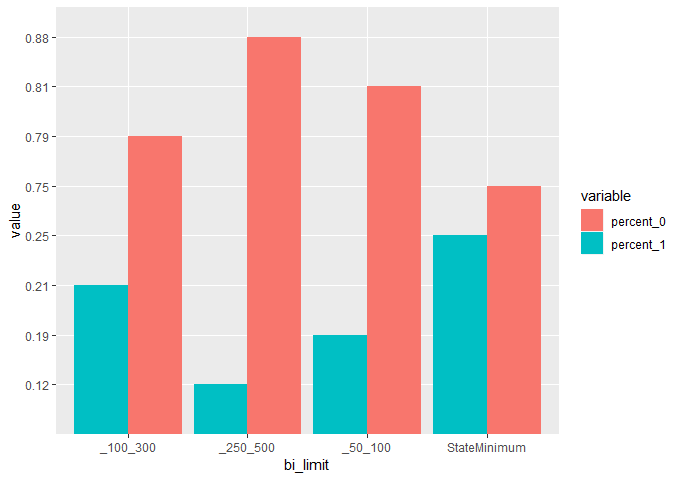 0.88
0.81
0.79
0.75
0.25
0.21
0.19
0.12
value
_100_300
_250_500
_50_100
StateMinimum
bi_limit
variable
percent_0
percent_1